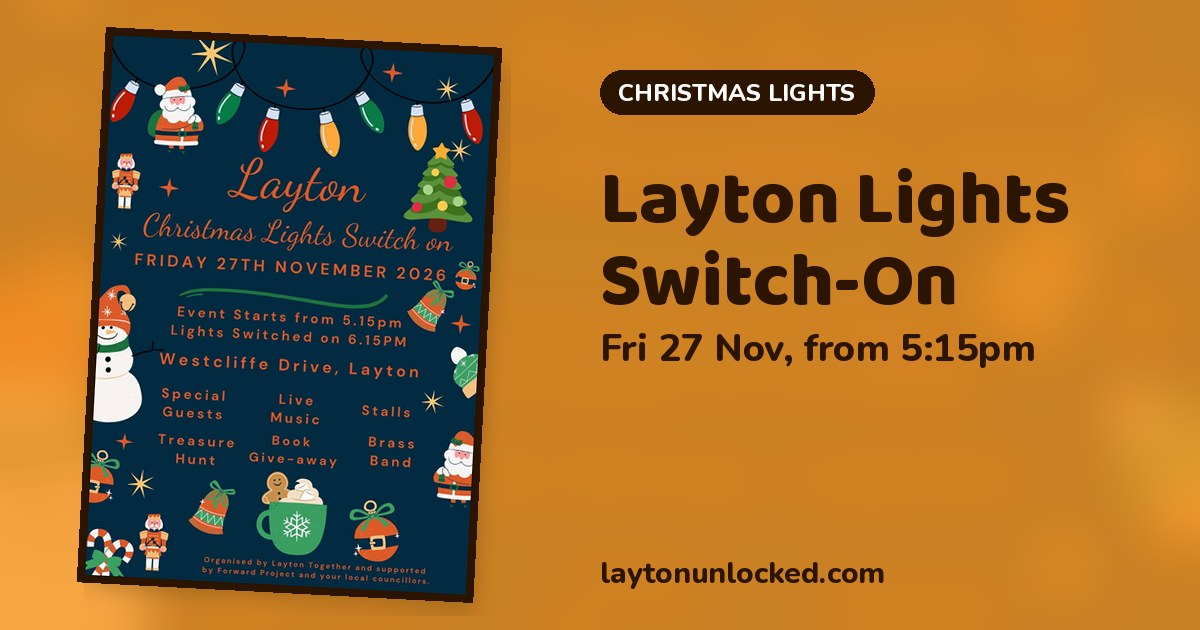 Layton
Christmas Lights Switch on
FRIDAY 27TH NOVEMBER 2026
Event Starts from 5.15pm
Lights Switched on 6.15PM
Westcliffe Drive, Layton
Special Guests
Live Music
Stalls
Treasure Hunt
Book Give-away
Brass Band
Organised by Layton Together and supported
by Forward Project and your local councillors.
CHRISTMAS LIGHTS
Layton Lights
Switch-On
Fri 27 Nov, from 5:15pm
laytonunlocked.com